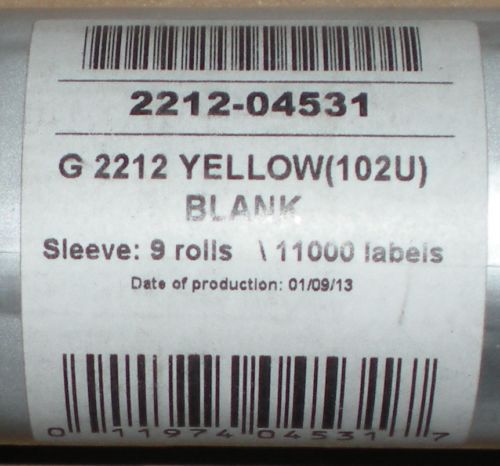 2212-04531
G 2212 YELLOW(102U)
BLANK
Sleeve: 9 rolls \ 11000 labels
Date of production: 01/09/13
0 11974 04531 7